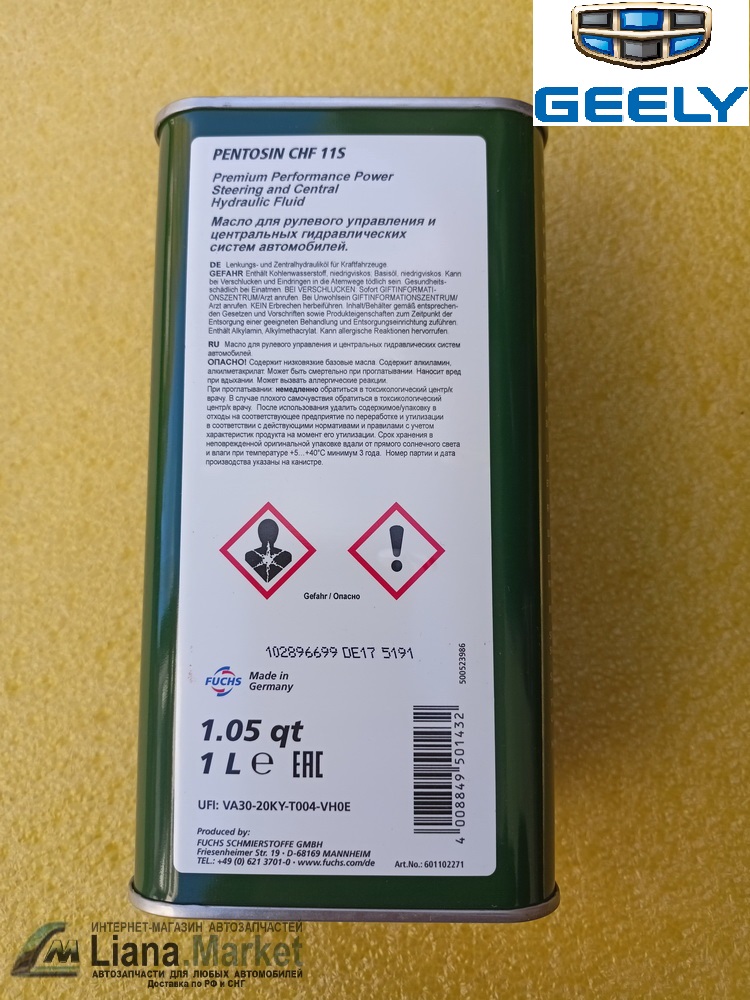 GEELY
PENTOSIN CHF 11S
Premium Performance Power
Steering and Central
Hydraulic Fluid
Масло для рулевого управления и
центральных гидравлических
систем автомобилей.
DE Lenkungs- und Zentralhydrauliköl für Kraftfahrzeuge
GEFAHR Enthält Kohlenwasserstoff, niedrigviskos. Basisöl, niedrigviskos. Kann
bei Verschlucken und Eindringen in die Atemwege tödlich sein. Gesundheits-
schädlich bei Einatmen. BEI VERSCHLUCKEN: Sofort GIFTINFORMATI-
ONSZENTRUM/Arzt anrufen. Bei Unwohlsein GIFTINFORMATIONSZENTRUM/
Arzt anrufen. KEIN Erbrechen herbeiführen. Inhalt/Behälter gemäß entsprechen-
den Gesetzen und Vorschriften sowie Produkteigenschaften zum Zeitpunkt der
Entsorgung einer geeigneten Behandlung und Entsorgungseinrichtung zuführen.
Enthält Alkylamin, Alkylmethacrylat. Kann allergische Reaktionen hervorrufen.
RU Масло для рулевого управления и центральных гидравлических систем
автомобилей.
ОПАСНО! Содержит низковязкие базовые масла. Содержит алкиламин,
алкилметакрилат. Может быть смертельно при проглатывании. Наносит вред
при вдыхании. Может вызвать аллергические реакции.
При проглатывании: немедленно обратиться в токсикологический центр/к
врачу. В случае плохого самочувствия обратиться в токсикологический
центр/к врачу. После использования удалить содержимое/упаковку в
отходы на соответствующее предприятие по переработке и утилизации
в соответствии с действующими нормативами и правилами с учетом
характеристик продукта на момент его утилизации. Срок хранения в
неповрежденной оригинальной упаковке вдали от прямого солнечного света
и влаги при температуре +5...+40°C минимум 3 года. Номер партии и дата
производства указаны на канистре.
Gefahr / Опасно
102896699 DE17 5191
500523986
FUCHS
Made in
Germany
1.05 qt
1 L e EAC
4 008849 501432
UFI: VA30-20KY-T004-VH0E
Produced by:
FUCHS SCHMIERSTOFFE GMBH
Friesenheimer Str. 19 · D-68169 MANNHEIM
TEL.: +49 (0) 621 3701-0 · www.fuchs.com/de
Art.No.: 601102271
ИНТЕРНЕТ-МАГАЗИН АВТОЗАПЧАСТЕЙ
Liana.Market
АВТОЗАПЧАСТИ ДЛЯ ЛЮБЫХ АВТОМОБИЛЕЙ
Доставка по РФ и СНГ